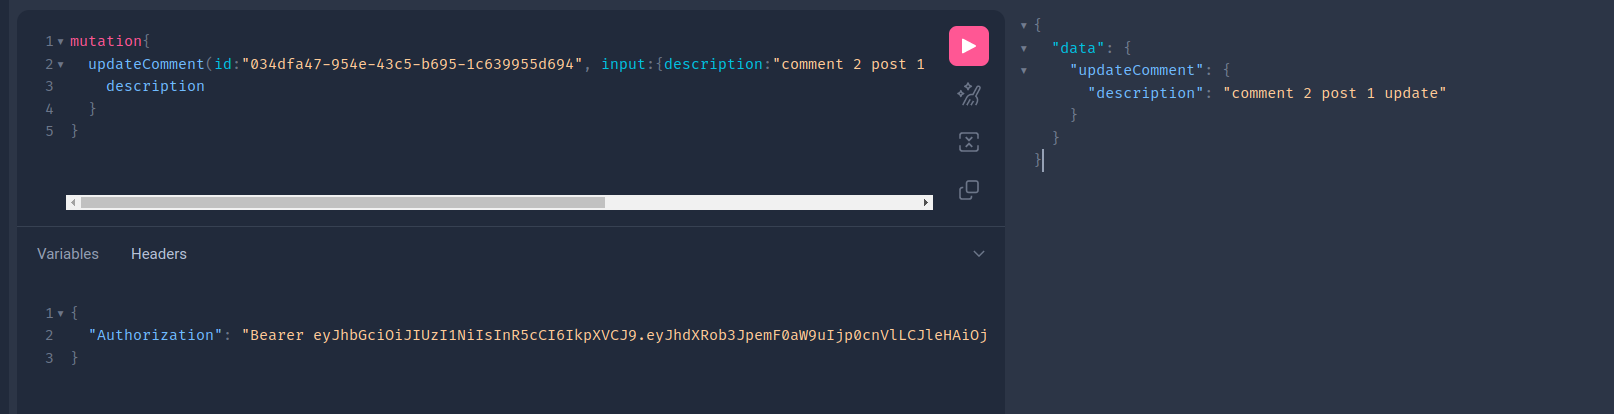 1 mutation{
2 updateComment(id:"034dfa47-954e-43c5-b695-1c639955d694", input:{description:"comment 2 post 1
3 description
4 }
5 }
Variables Headers
1 {
2 "Authorization": "Bearer eyJhbGciOiJIUzI1NiIsInR5cCI6IkpXVCJ9.eyJhdXRob3JpemF0aW9uIjp0cnVlLCJleHAiOj
3 }
{
"data": {
"updateComment": {
"description": "comment 2 post 1 update"
}
}
}